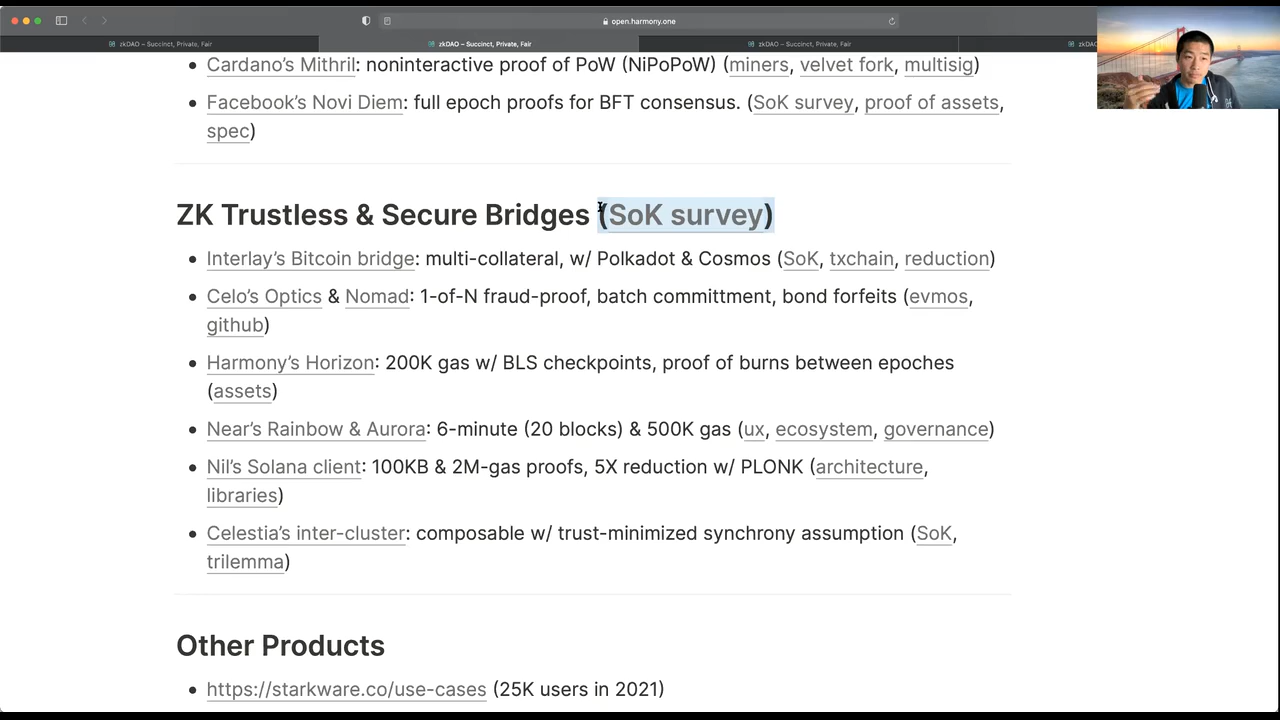 open.harmony.one
zkDAO – Succinct, Private, Fair
zkDAO – Succinct, Private, Fair
zkDAO – Succinct, Private, Fair
zkDAO
• Cardano’s Mithril: noninteractive proof of PoW (NiPoPoW) (miners, velvet fork, multisig)
• Facebook’s Novi Diem: full epoch proofs for BFT consensus. (SoK survey, proof of assets,
spec)
ZK Trustless & Secure Bridges (SoK survey)
• Interlay’s Bitcoin bridge: multi-collateral, w/ Polkadot & Cosmos (SoK, txchain, reduction)
• Celo’s Optics & Nomad: 1-of-N fraud-proof, batch committment, bond forfeits (evmos,
github)
• Harmony’s Horizon: 200K gas w/ BLS checkpoints, proof of burns between epoches
(assets)
• Near’s Rainbow & Aurora: 6-minute (20 blocks) & 500K gas (ux, ecosystem, governance)
• Nil’s Solana client: 100KB & 2M-gas proofs, 5X reduction w/ PLONK (architecture,
libraries)
• Celestia’s inter-cluster: composable w/ trust-minimized synchrony assumption (SoK,
trilemma)
Other Products
• https://starkware.co/use-cases (25K users in 2021)